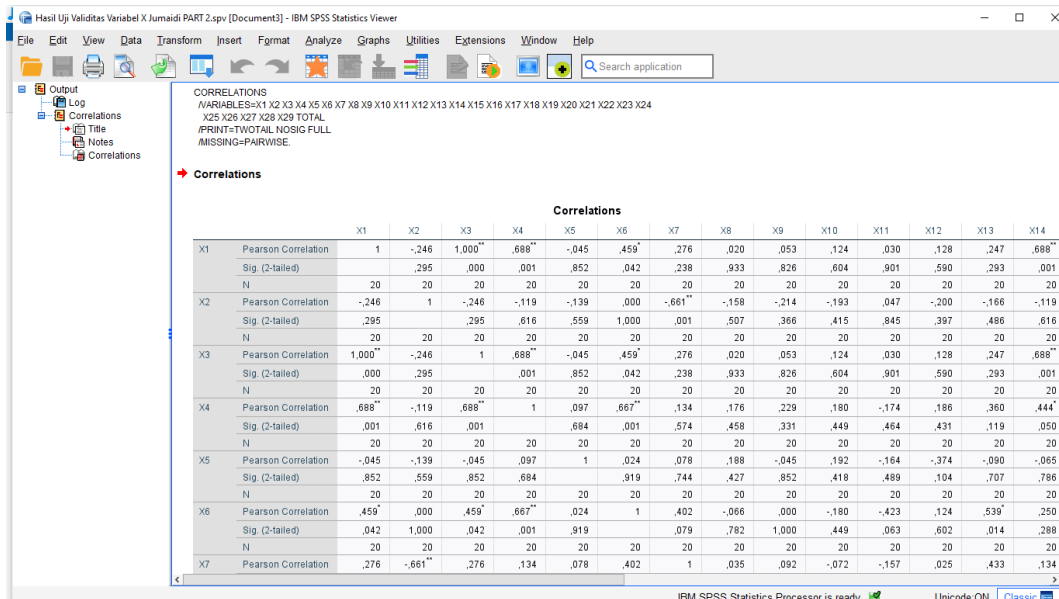 Hasil Uji Validitas Variabel X Jumaidi PART 2.spv [Document3] - IBM SPSS Statistics Viewer
File Edit View Data Transform Insert Format Analyze Graphs Utilities Extensions Window Help
Search application
Output
Log
Correlations
Title
Notes
Correlations
CORRELATIONS
/VARIABLES=X1 X2 X3 X4 X5 X6 X7 X8 X9 X10 X11 X12 X13 X14 X15 X16 X17 X18 X19 X20 X21 X22 X23 X24
X25 X26 X27 X28 X29 TOTAL
/PRINT=TWOTAIL NOSIG FULL
/MISSING=PAIRWISE.
Correlations
Correlations
X1 X2 X3 X4 X5 X6 X7 X8 X9 X10 X11 X12 X13 X14
X1 Pearson Correlation 1 -,246 1,000** ,688** -,045 ,459* ,276 ,020 ,053 ,124 ,030 ,128 ,247 ,688**
Sig. (2-tailed) ,295 ,000 ,001 ,852 ,042 ,238 ,933 ,826 ,604 ,901 ,590 ,293 ,001
N 20 20 20 20 20 20 20 20 20 20 20 20 20 20
X2 Pearson Correlation -,246 1 -,246 -,119 -,139 ,000 -,661** -,158 -,214 -,193 ,047 -,200 -,166 -,119
Sig. (2-tailed) ,295 ,295 ,616 ,559 1,000 ,001 ,507 ,366 ,415 ,845 ,397 ,486 ,616
N 20 20 20 20 20 20 20 20 20 20 20 20 20 20
X3 Pearson Correlation 1,000** -,246 1 ,688** -,045 ,459* ,276 ,020 ,053 ,124 ,030 ,128 ,247 ,688**
Sig. (2-tailed) ,000 ,295 ,001 ,852 ,042 ,238 ,933 ,826 ,604 ,901 ,590 ,293 ,001
N 20 20 20 20 20 20 20 20 20 20 20 20 20 20
X4 Pearson Correlation ,688** -,119 ,688** 1 ,097 ,667** ,134 ,176 ,229 ,180 -,174 ,186 ,360 ,444*
Sig. (2-tailed) ,001 ,616 ,001 ,684 ,001 ,574 ,458 ,331 ,449 ,464 ,431 ,119 ,050
N 20 20 20 20 20 20 20 20 20 20 20 20 20 20
X5 Pearson Correlation -,045 -,139 -,045 ,097 1 ,024 ,078 ,188 -,045 ,192 -,164 -,374 -,090 -,065
Sig. (2-tailed) ,852 ,559 ,852 ,684 ,919 ,744 ,427 ,852 ,418 ,489 ,104 ,707 ,786
N 20 20 20 20 20 20 20 20 20 20 20 20 20 20
X6 Pearson Correlation ,459* ,000 ,459* ,667** ,024 1 ,402 -,066 ,000 -,180 -,423 ,124 ,539* ,250
Sig. (2-tailed) ,042 1,000 ,042 ,001 ,919 ,079 ,782 1,000 ,449 ,063 ,602 ,014 ,288
N 20 20 20 20 20 20 20 20 20 20 20 20 20 20
X7 Pearson Correlation ,276 -,661** ,276 ,134 ,078 ,402 1 ,035 ,092 -,072 -,157 ,025 ,433 ,134
IBM SPSS Statistics Processor is ready Unicode:ON Classic